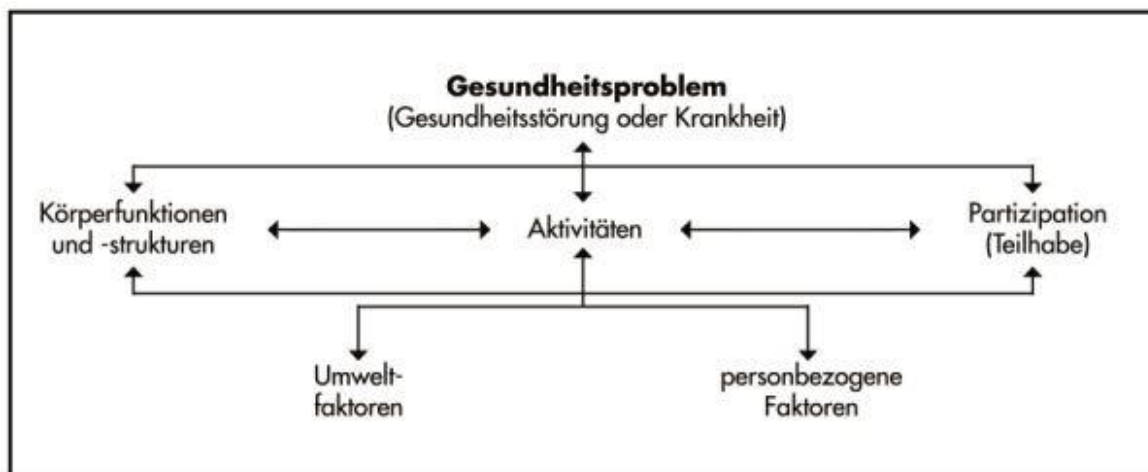 Gesundheitsproblem
(Gesundheitsstörung oder Krankheit)
Körperfunktionen
und -strukturen
Aktivitäten
Partizipation
(Teilhabe)
Umwelt-
faktoren
personbezogene
Faktoren